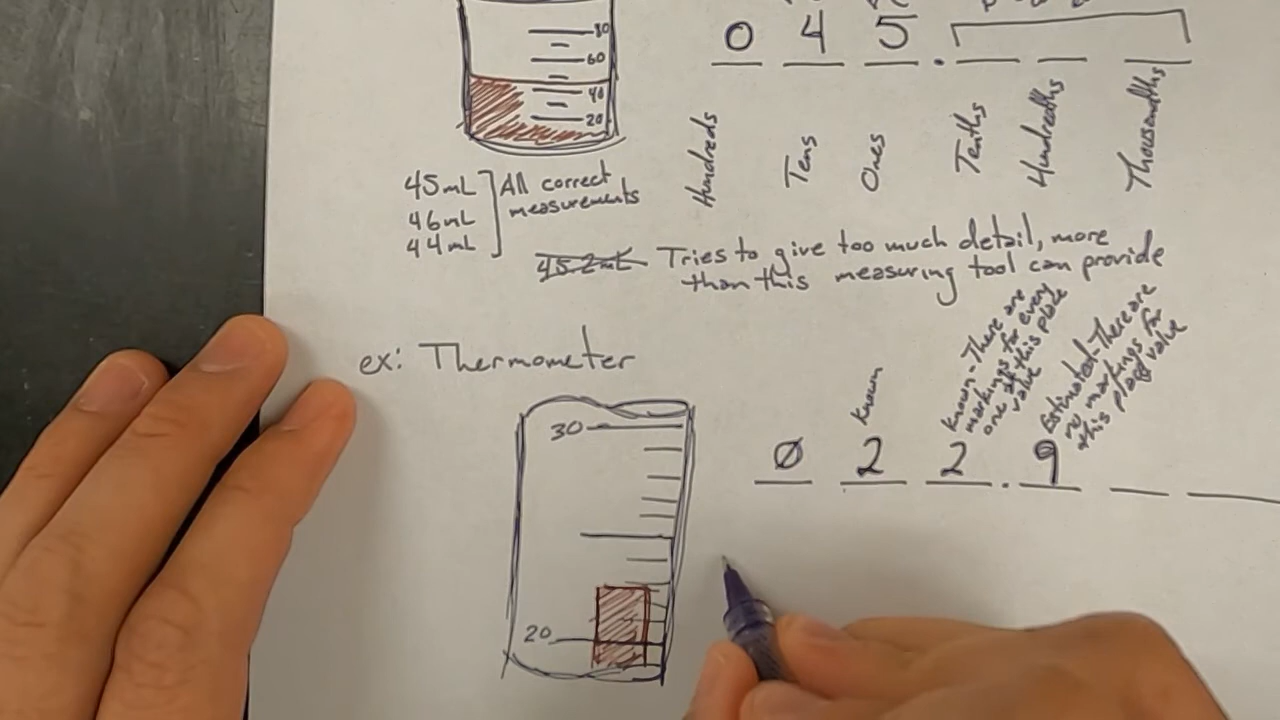 80
60
40
20
0 4 5 .
Hundreds
Tens
Ones
Tenths
Hundredths
Thousandths
45mL
46mL
44mL
All correct
measurements
45.2mL
Tries to give too much detail, more
than this measuring tool can provide
ex: Thermometer
30
20
Known
Known-There are
markings for every
one of this place
value
Estimated-There are
no markings for
this place value
0 2 2 . 9